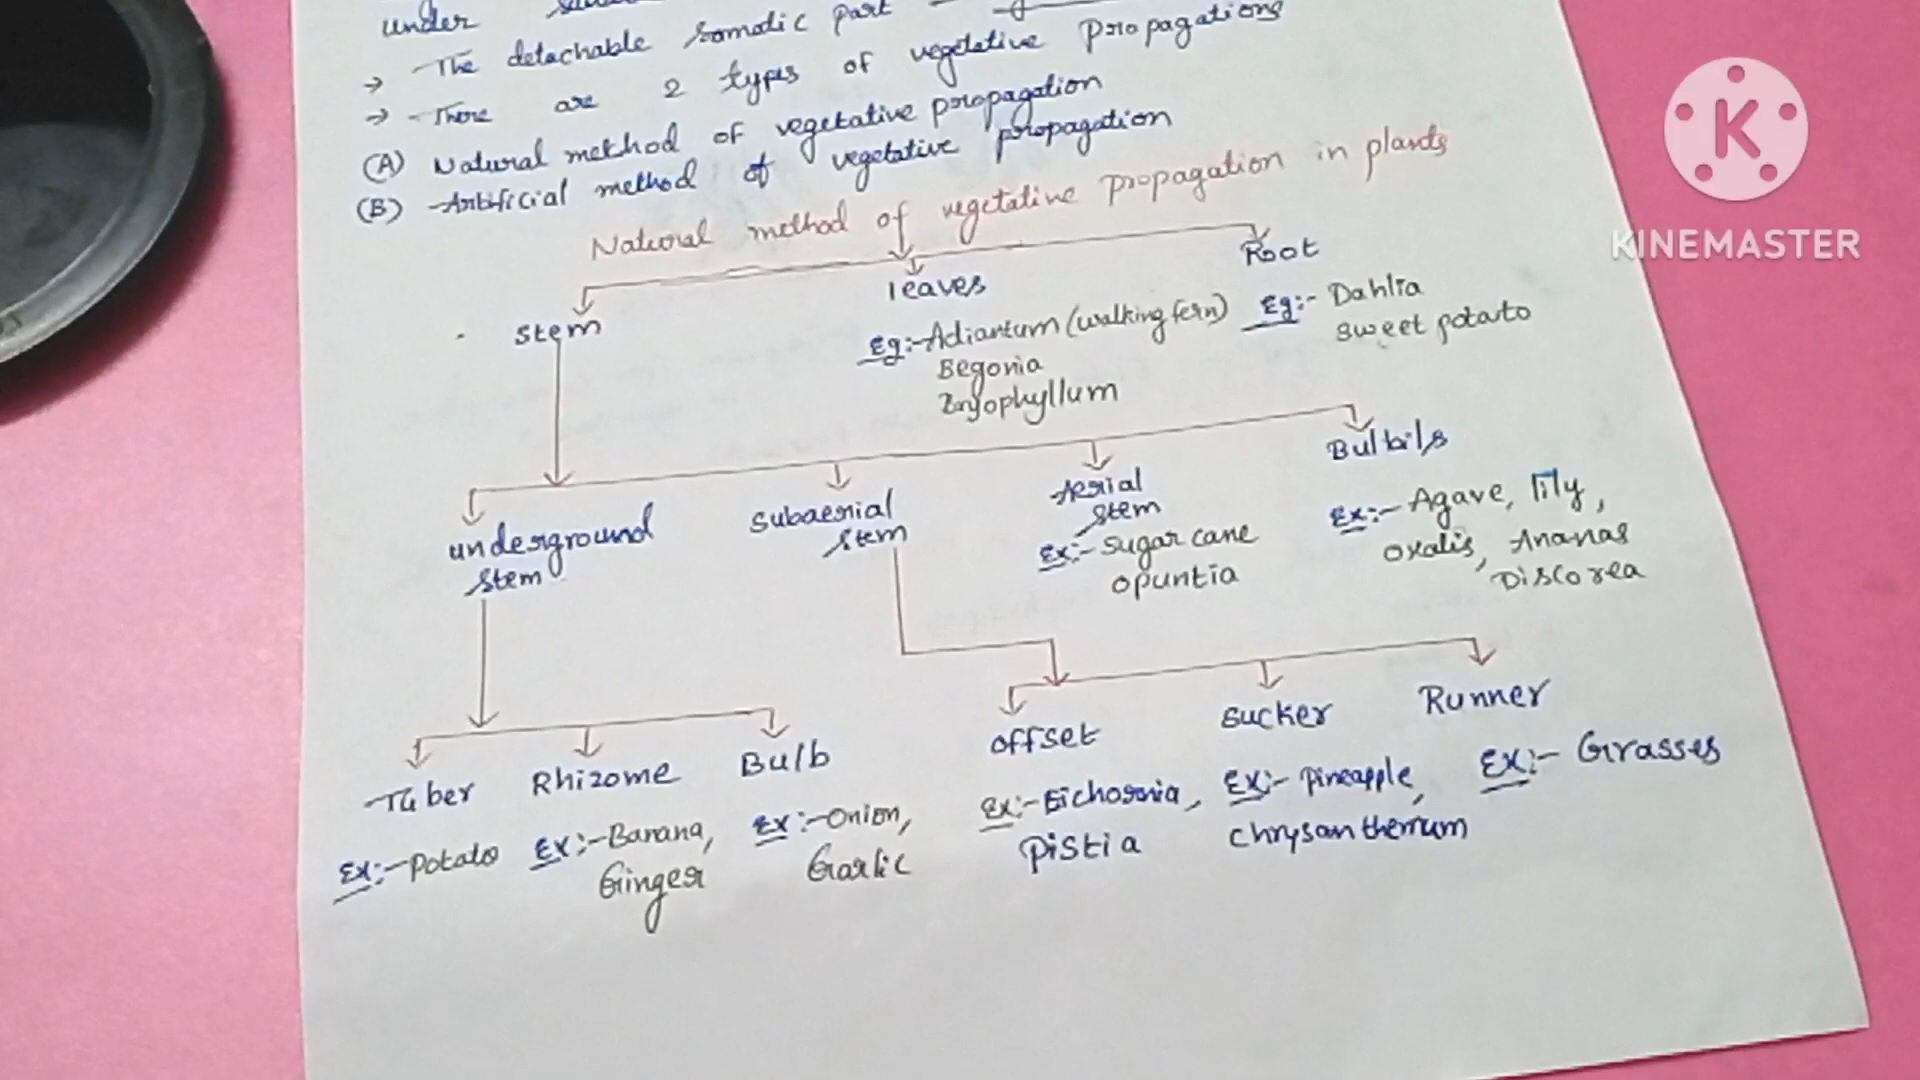 under
→ The detachable somatic part
→ There are 2 types of vegetative propagations
(A) Natural method of vegetative propagation
(B) Artificial method of vegetative propagation
Natural method of vegetative propagation in plants
Stem
leaves
Root
Eg:- Adiantum (walking fern)
Begonia
Zoyophyllum
Eg:- Dahlia
sweet potato
underground
stem
subaerial
stem
Aerial
stem
Ex:- Sugar cane
opuntia
Bulbils
Ex:- Agave, lily,
oxalis, Ananas
Discorea
Tuber
Ex:- Potato
Rhizome
Ex:- Banana,
Ginger
Bulb
Ex:- Onion,
Garlic
offset
Ex:- Eichornia,
Pistia
sucker
Ex:- Pineapple,
chrysanthemum
Runner
Ex:- Grasses
K
KINEMASTER